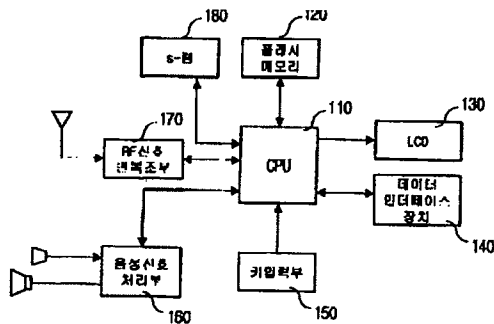 180
s-펜
120
플래시
메모리
110
CPU
130
LCD
170
RF신호
변복조부
데이터
인터페이스
장치
140
음성신호
처리부
160
키입력부
150